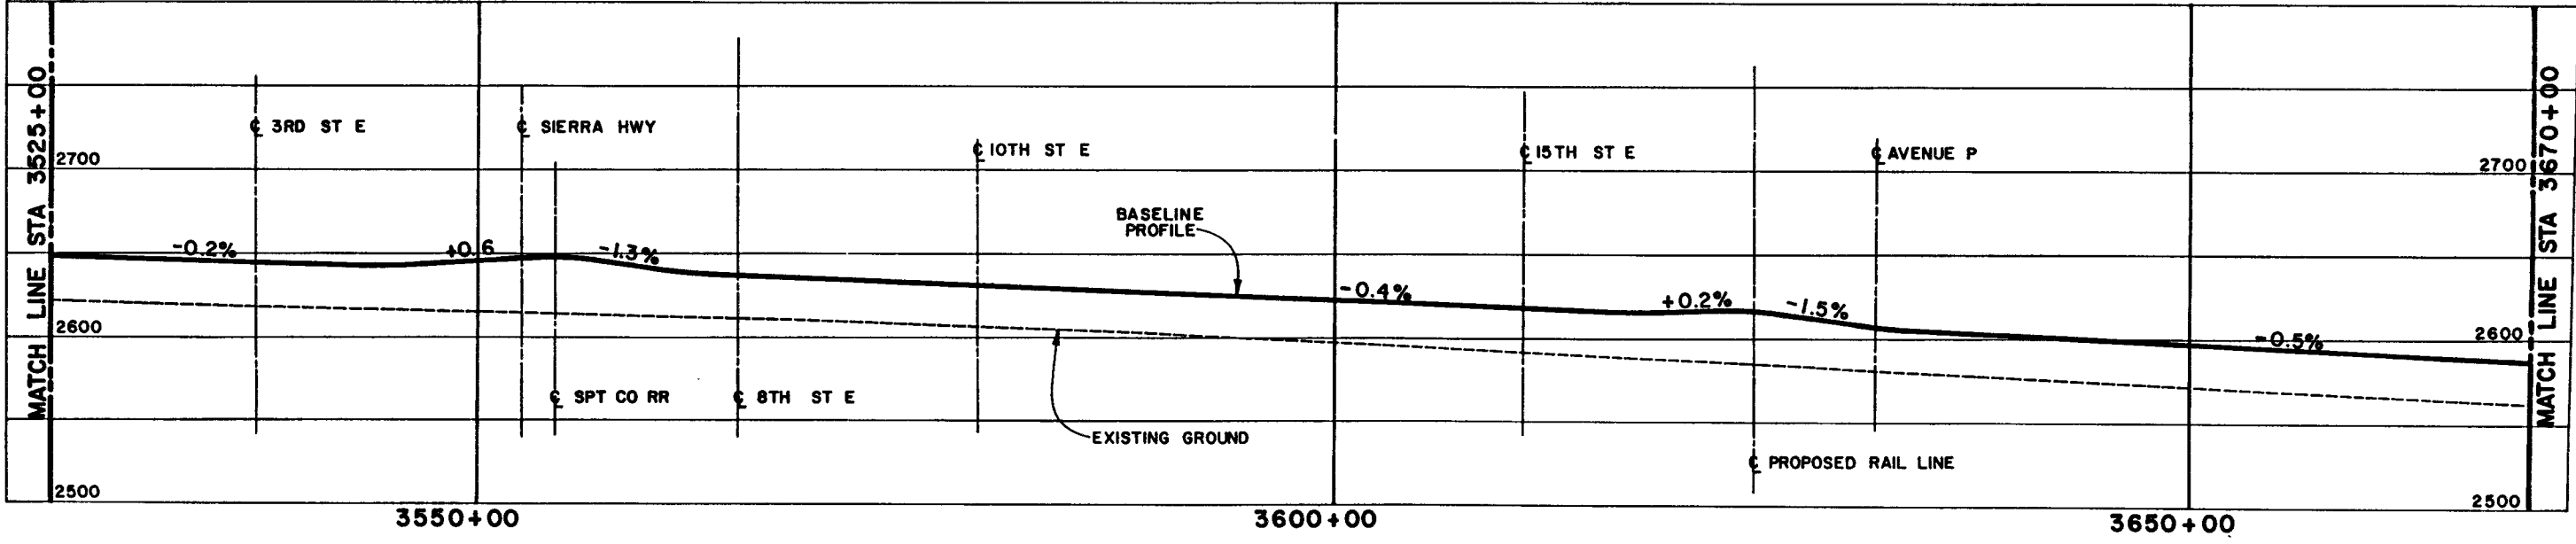 MATCH LINE STA 3525+00
℄ 3RD ST E
℄ SIERRA HWY
℄ 10TH ST E
℄ 15TH ST E
℄ AVENUE P
2700
2700
BASELINE
PROFILE
-0.2%
+0.6
-1.3%
-0.4%
+0.2%
-1.5%
-0.5%
2600
2600
℄ SPT CO RR
℄ 8TH ST E
EXISTING GROUND
℄ PROPOSED RAIL LINE
2500
2500
MATCH LINE STA 3670+00
3550+00
3600+00
3650+00